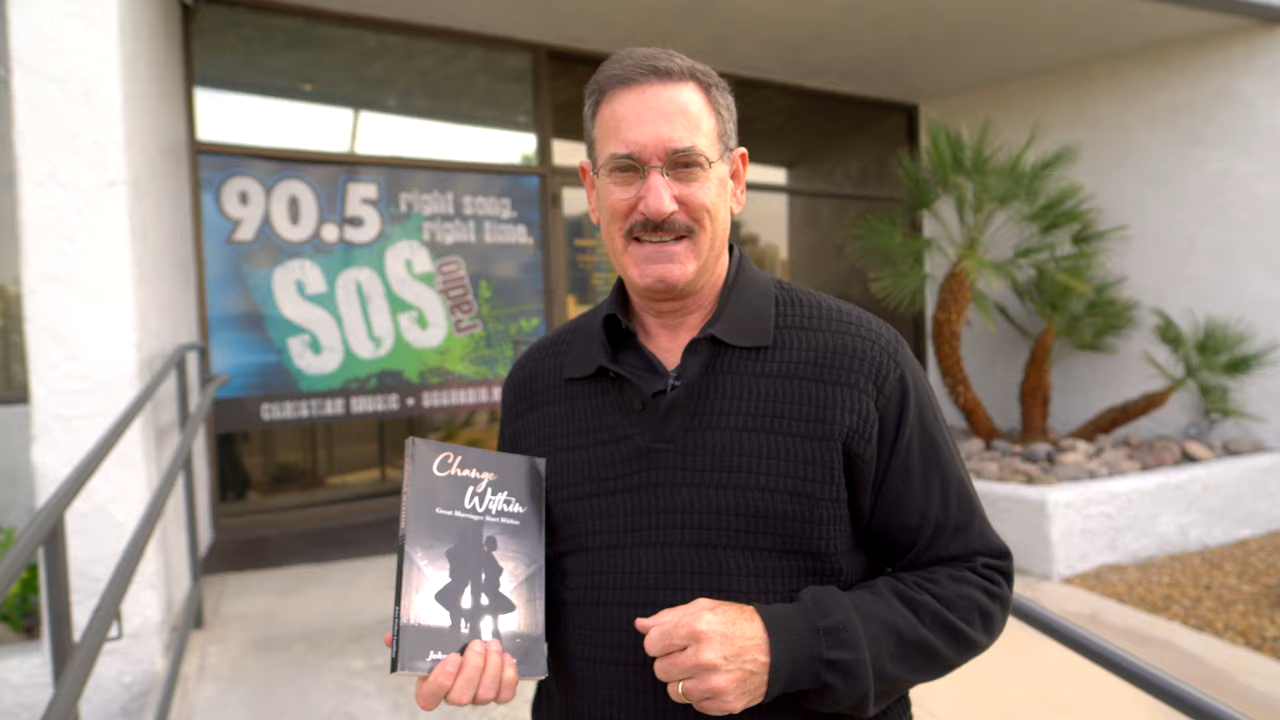 90.5
right song.
right time.
SOS
radio
CHRISTIAN MUSIC •
Change
Within
Great Marriages Start Within